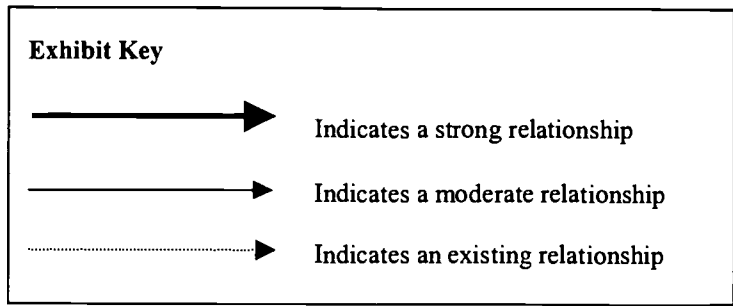 Exhibit Key
Indicates a strong relationship
Indicates a moderate relationship
Indicates an existing relationship